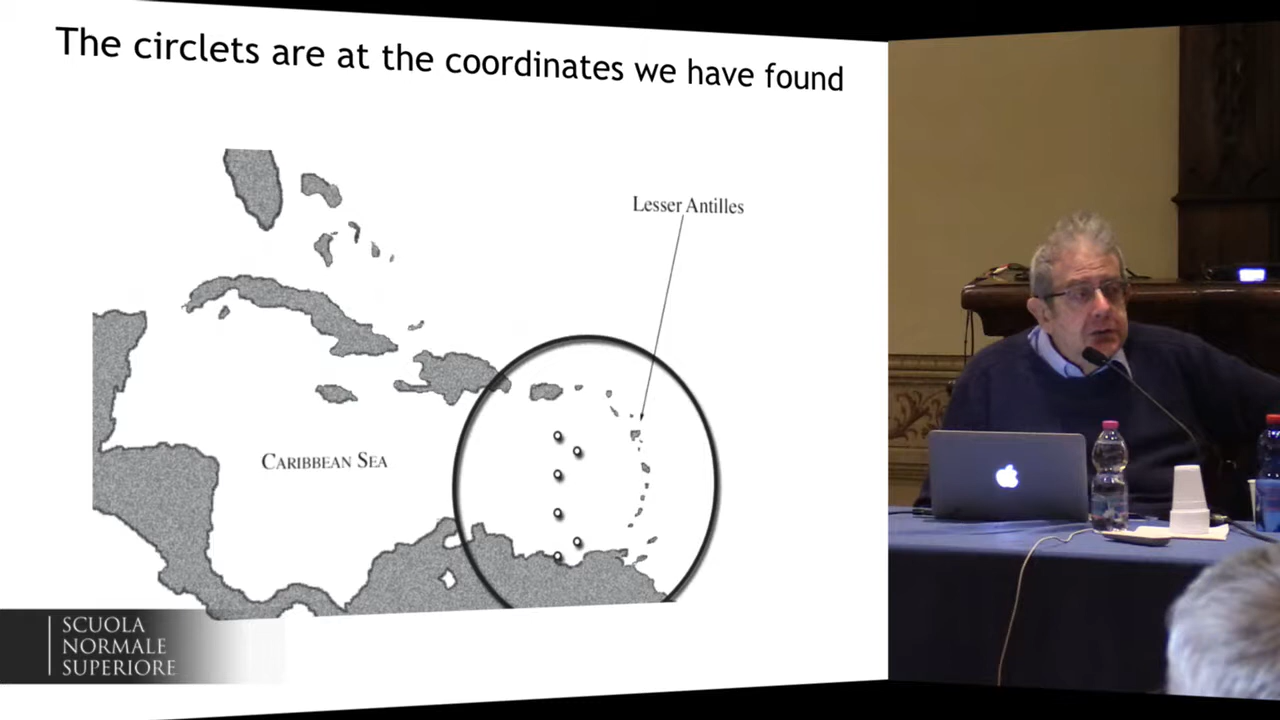 The circlets are at the coordinates we have found
Lesser Antilles
CARIBBEAN SEA
SCUOLA
NORMALE
SUPERIORE